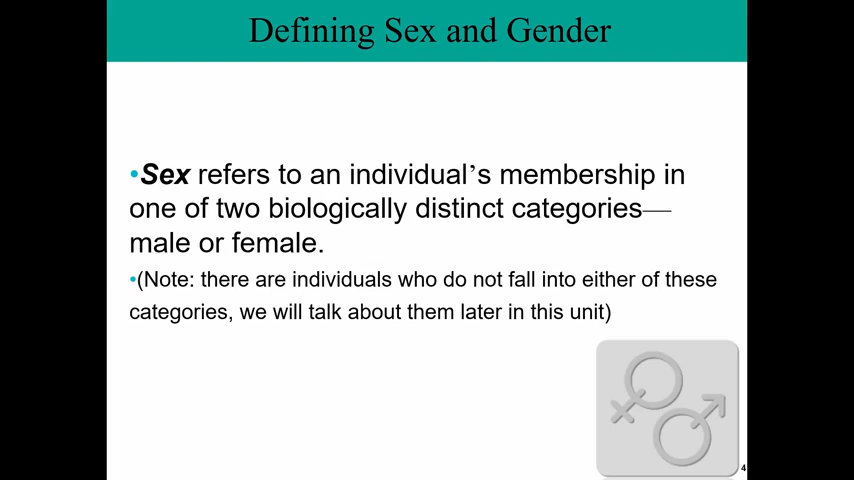 Defining Sex and Gender
•Sex refers to an individual’s membership in
one of two biologically distinct categories—
male or female.
•(Note: there are individuals who do not fall into either of these
categories, we will talk about them later in this unit)
4